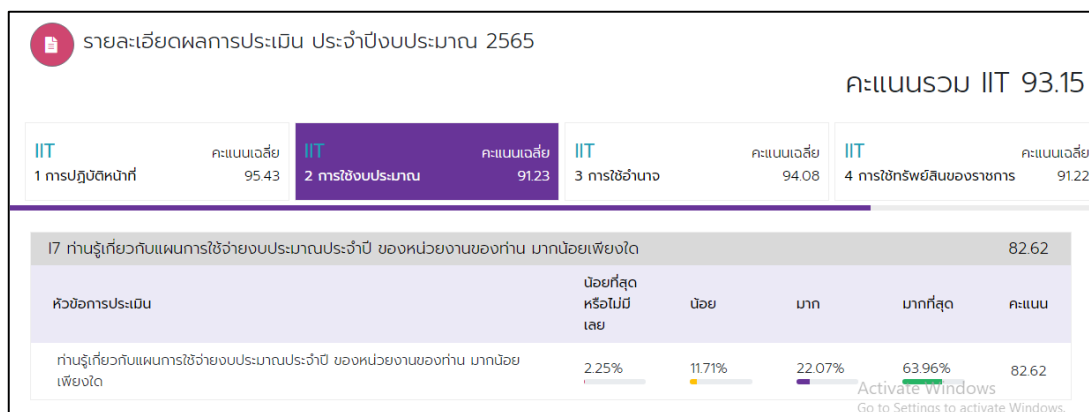 รายละเอียดผลการประเมิน ประจำปีงบประมาณ 2565
คะแนนรวม IIT 93.15
IIT คะแนนเฉลี่ย
1 การปฏิบัติหน้าที่ 95.43
IIT คะแนนเฉลี่ย
2 การใช้งบประมาณ 91.23
IIT คะแนนเฉลี่ย
3 การใช้อำนาจ 94.08
IIT คะแนนเฉลี่ย
4 การใช้ทรัพย์สินของราชการ 91.22
I7 ท่านรู้เกี่ยวกับแผนการใช้จ่ายงบประมาณประจำปี ของหน่วยงานของท่าน มากน้อยเพียงใด 82.62
หัวข้อการประเมิน
น้อยที่สุด
หรือไม่มี
เลย
น้อย
มาก
มากที่สุด
คะแนน
ท่านรู้เกี่ยวกับแผนการใช้จ่ายงบประมาณประจำปี ของหน่วยงานของท่าน มากน้อย
เพียงใด
2.25% 11.71% 22.07% 63.96% 82.62
Activate Windows
Go to Settings to activate Windows.